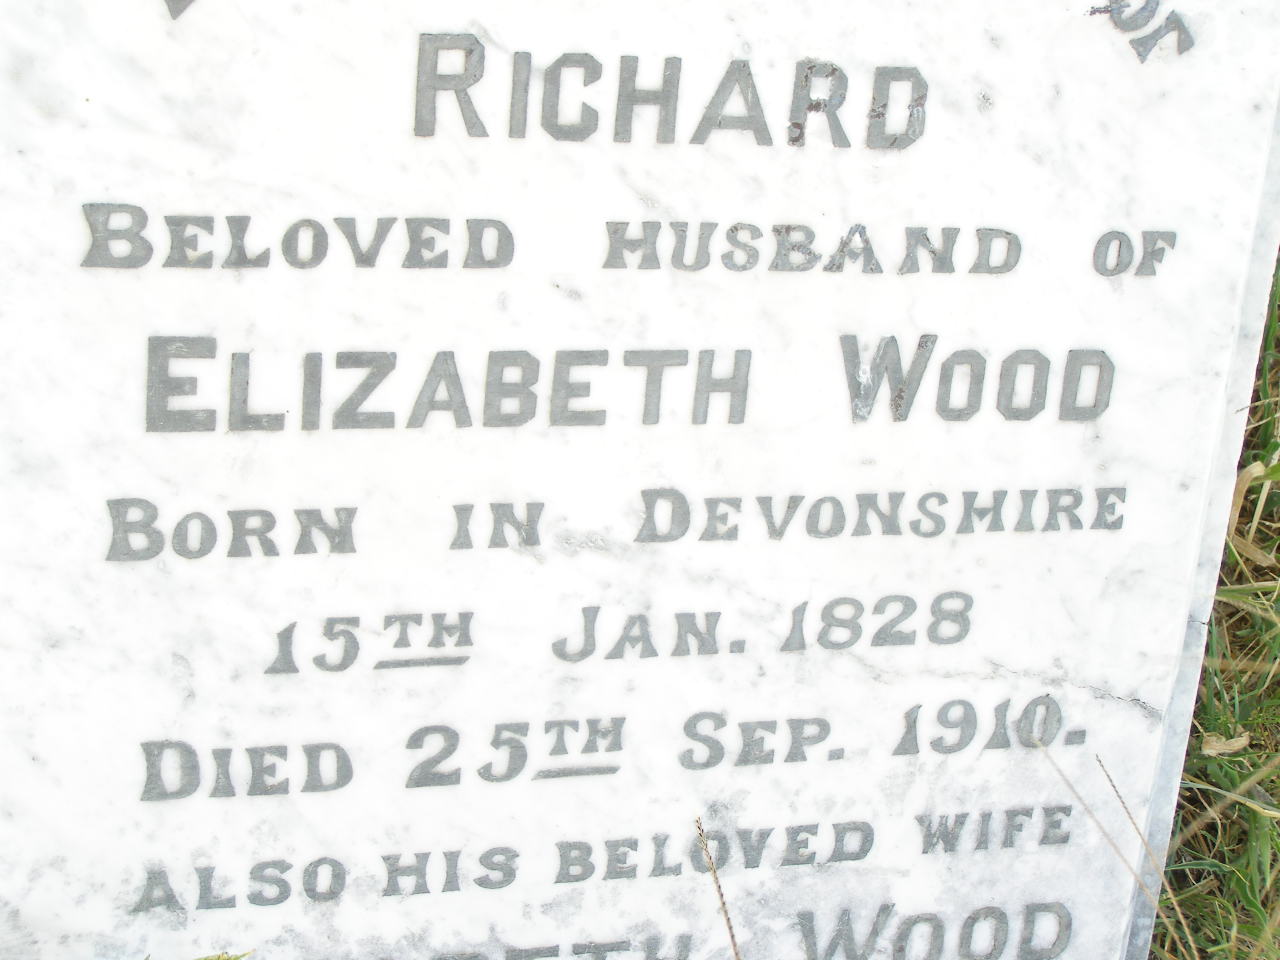 RICHARD
BELOVED HUSBAND OF
ELIZABETH WOOD
BORN IN DEVONSHIRE
15TH JAN. 1828
DIED 25TH SEP. 1910.
ALSO HIS BELOVED WIFE
WOOD